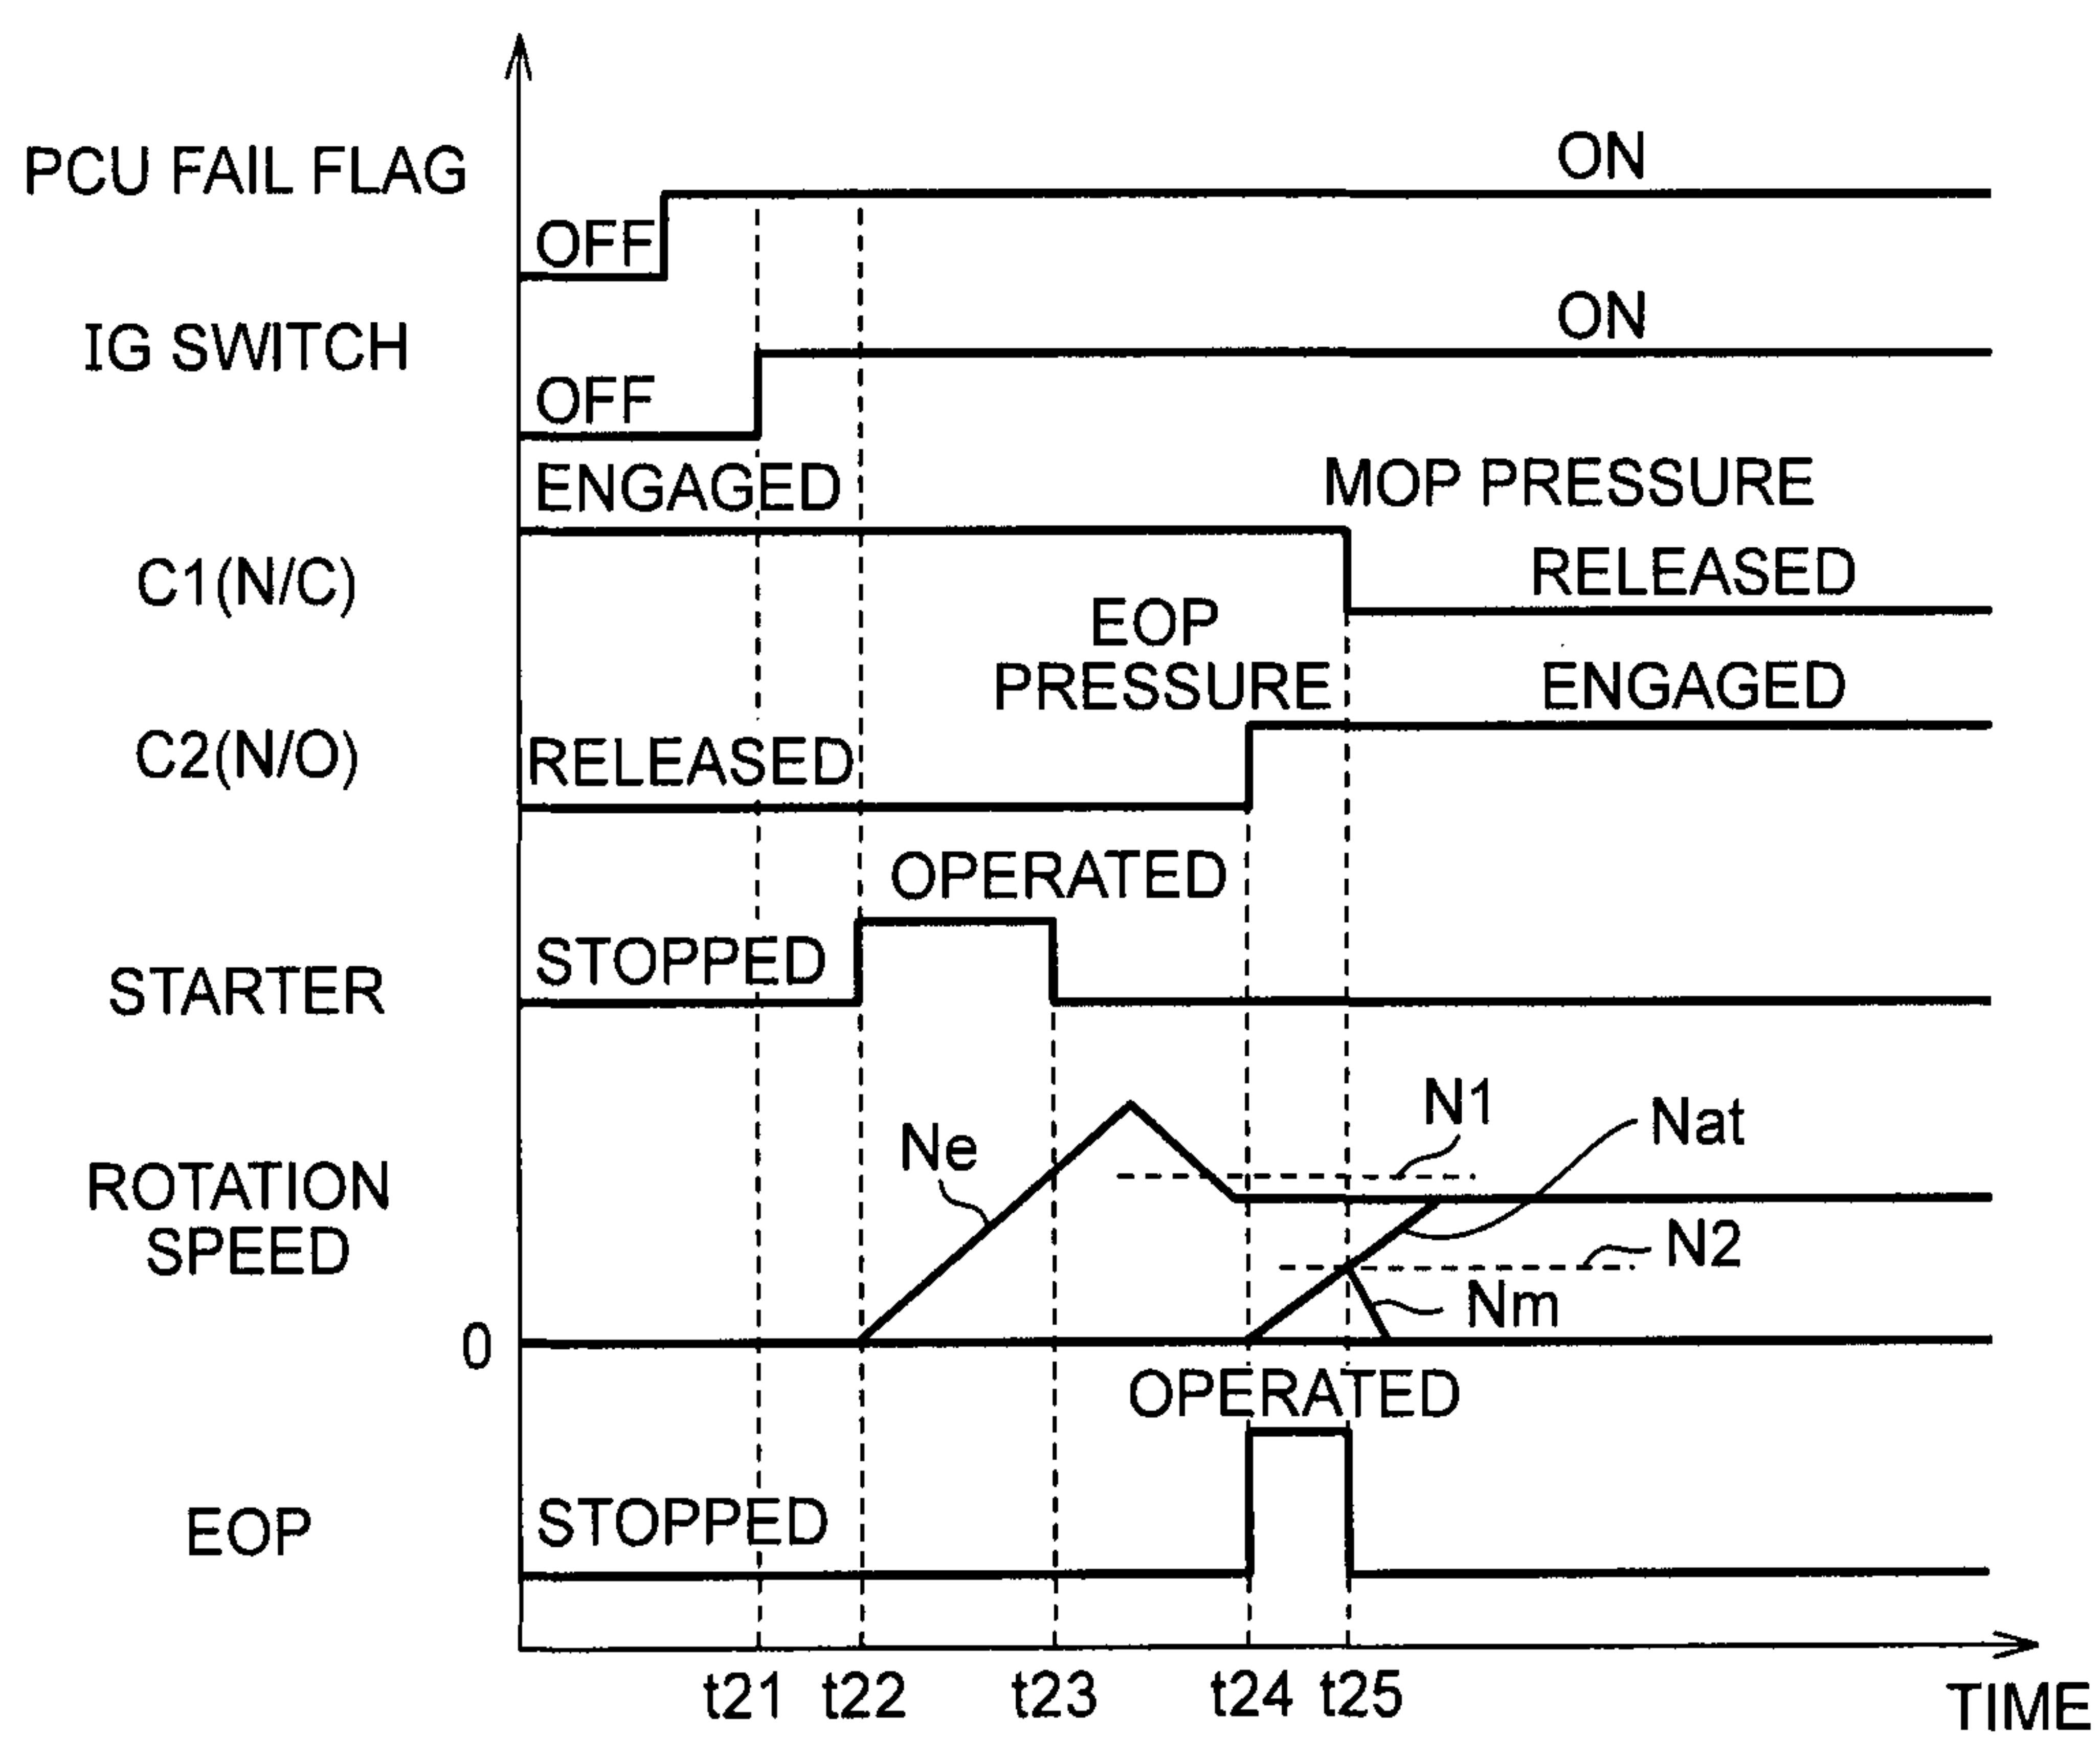 PCU FAIL FLAG
OFF
ON
IG SWITCH
OFF
ON
C1(N/C)
ENGAGED
MOP PRESSURE
RELEASED
C2(N/O)
RELEASED
EOP
PRESSURE
ENGAGED
STARTER
STOPPED
OPERATED
ROTATION
SPEED
0
Ne
N1
Nat
N2
Nm
EOP
STOPPED
OPERATED
t21 t22 t23 t24 t25
TIME